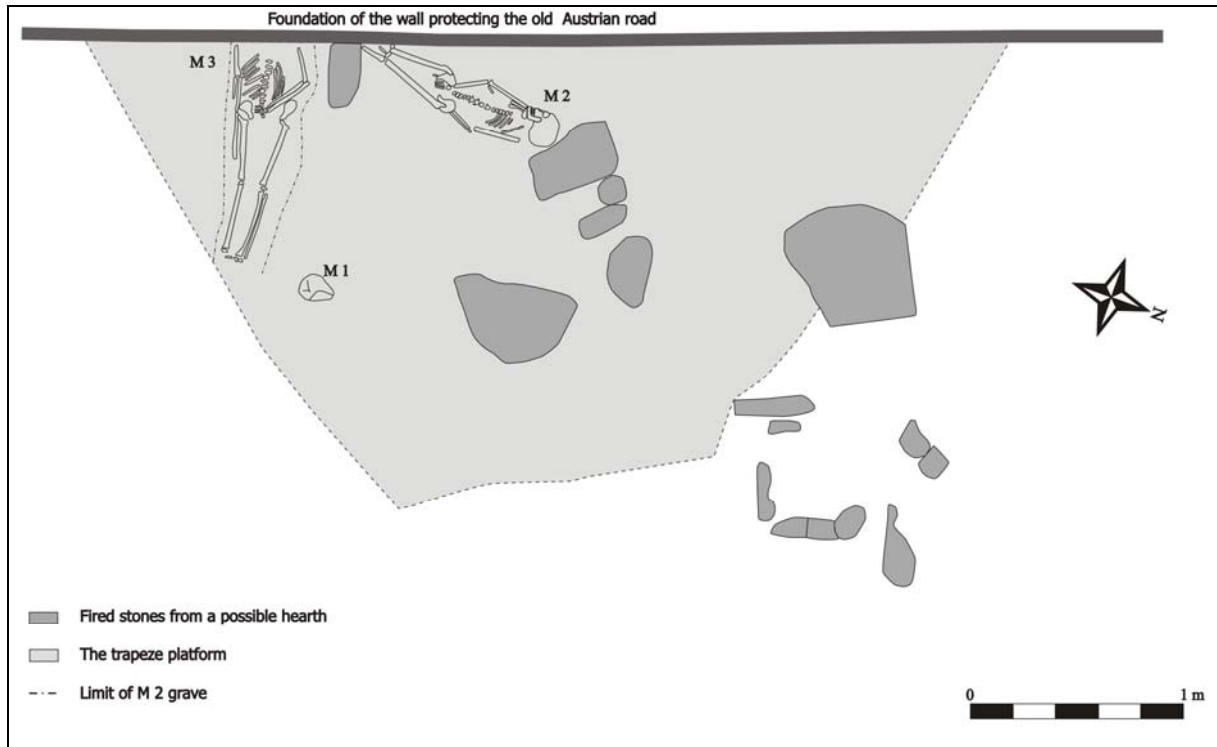 Foundation of the wall protecting the old Austrian road
M 3
M 2
M 1
N
Fired stones from a possible hearth
The trapeze platform
Limit of M 2 grave
0 1 m